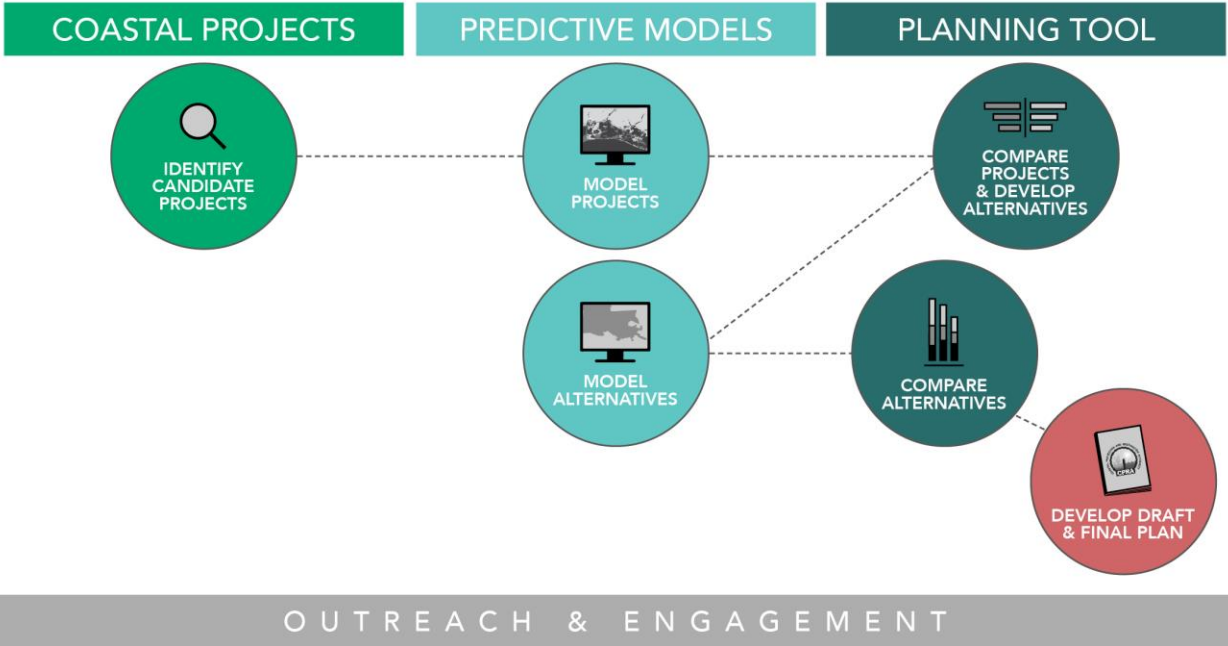 COASTAL PROJECTS
PREDICTIVE MODELS
PLANNING TOOL
IDENTIFY
CANDIDATE
PROJECTS
MODEL
PROJECTS
COMPARE
PROJECTS
& DEVELOP
ALTERNATIVES
MODEL
ALTERNATIVES
COMPARE
ALTERNATIVES
CPRA
DEVELOP DRAFT
& FINAL PLAN
OUTREACH & ENGAGEMENT